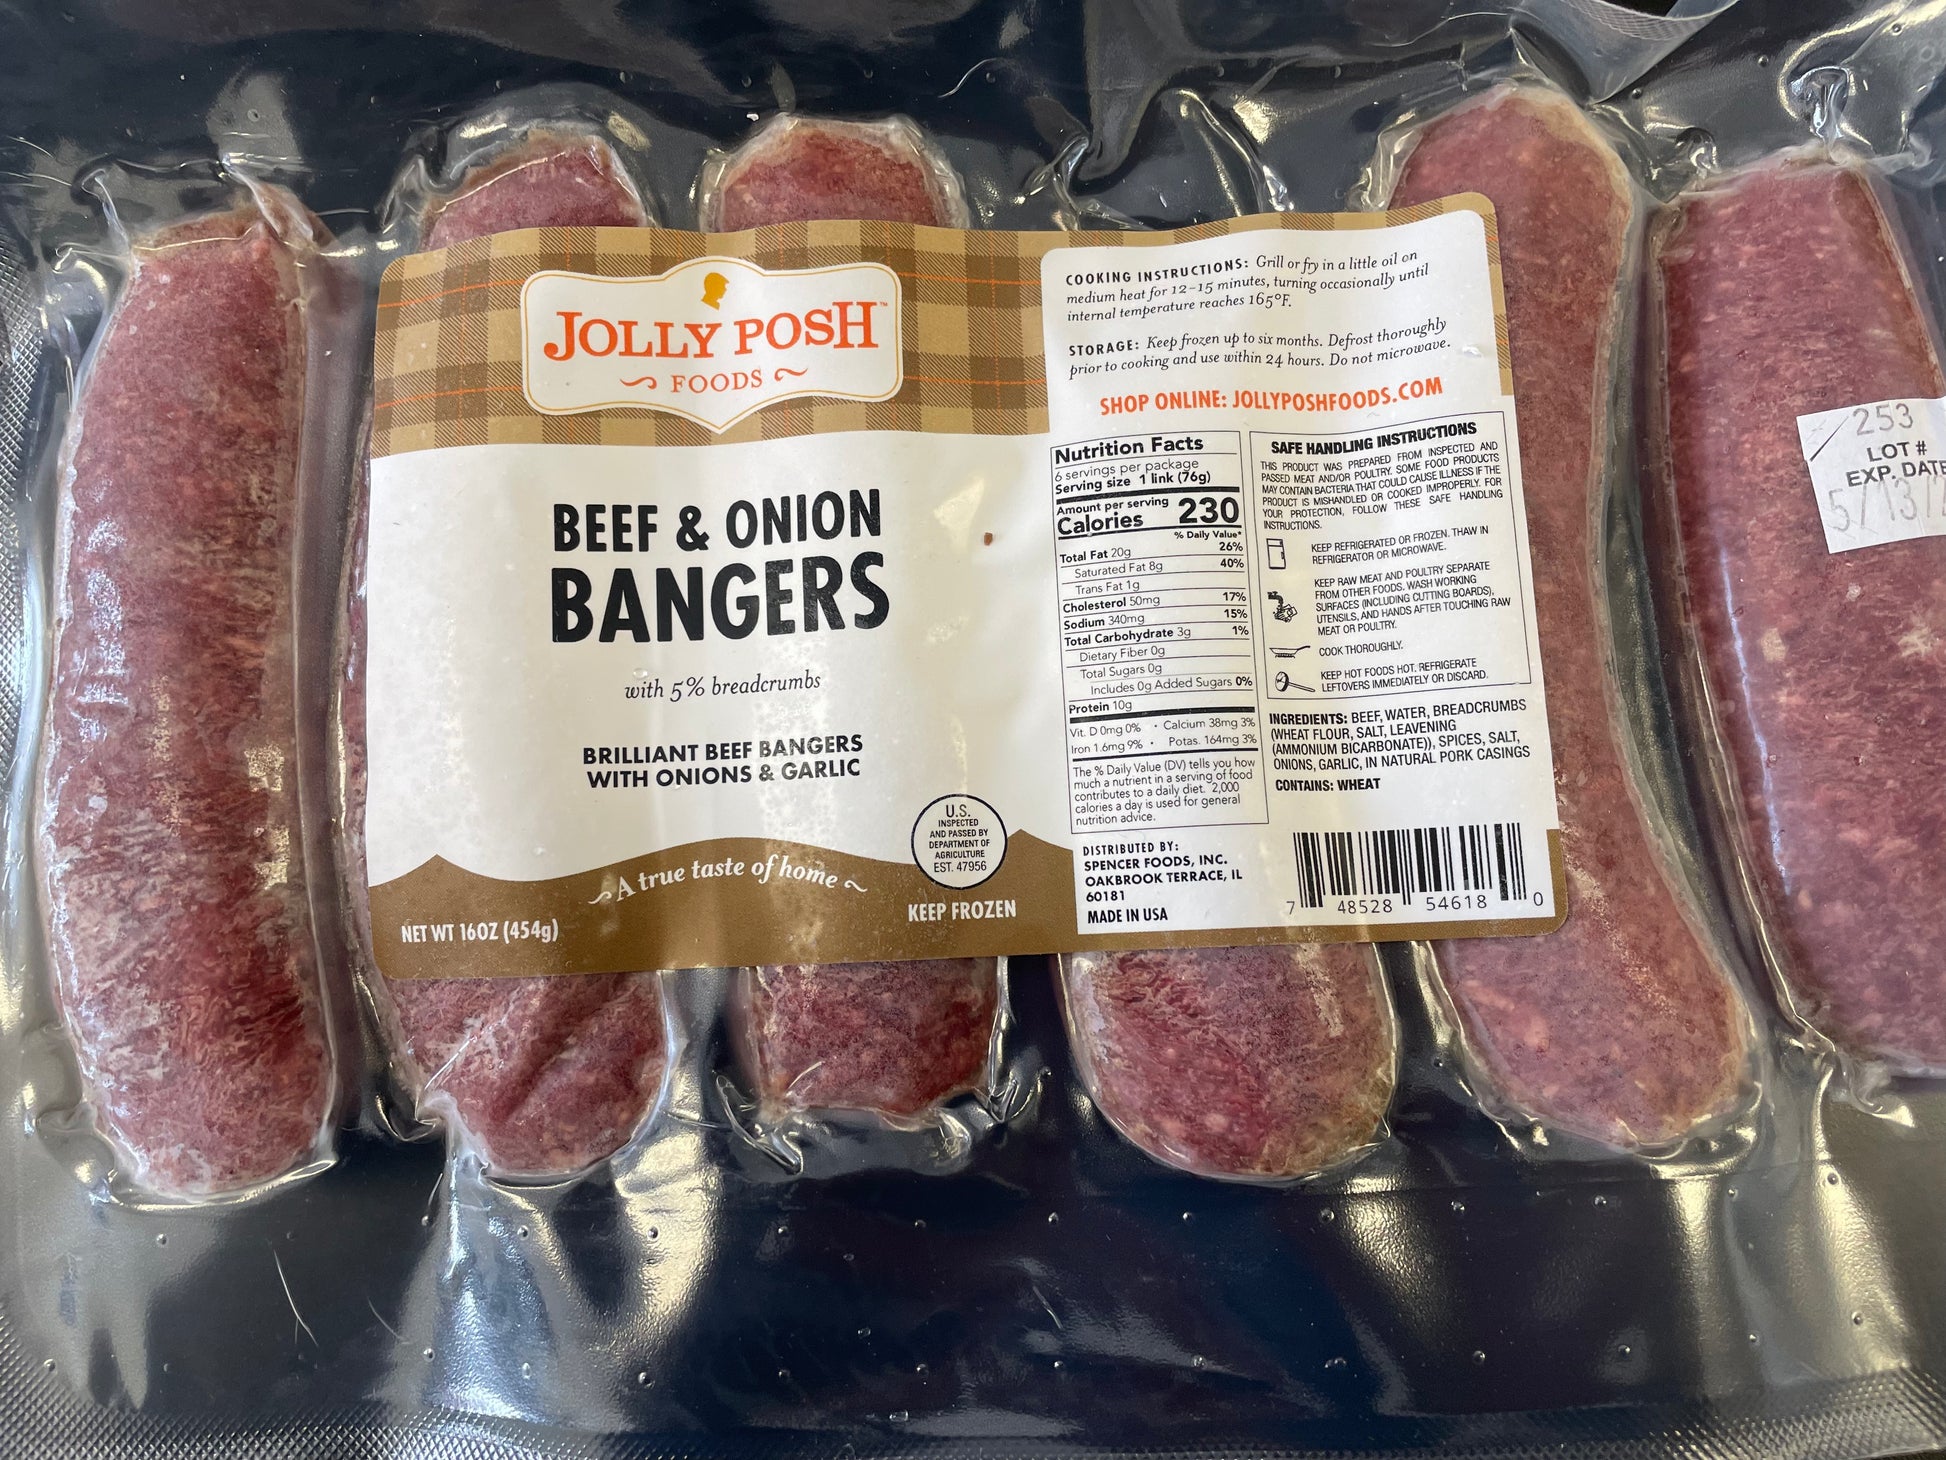 JOLLY POSH™
FOODS
BEEF & ONION
BANGERS
with 5% breadcrumbs
BRILLIANT BEEF BANGERS
WITH ONIONS & GARLIC
U.S.
INSPECTED
AND PASSED BY
DEPARTMENT OF
AGRICULTURE
EST. 47956
A true taste of home
KEEP FROZEN
NET WT 16OZ (454g)
COOKING INSTRUCTIONS: Grill or fry in a little oil on
medium heat for 12-15 minutes, turning occasionally until
internal temperature reaches 165°F.
STORAGE: Keep frozen up to six months. Defrost thoroughly
prior to cooking and use within 24 hours. Do not microwave.
SHOP ONLINE: JOLLYPOSHFOODS.COM
Nutrition Facts
6 servings per package
Serving size 1 link (76g)
Amount per serving
Calories 230
% Daily Value*
Total Fat 20g 26%
Saturated Fat 8g 40%
Trans Fat 1g
Cholesterol 50mg 17%
Sodium 340mg 15%
Total Carbohydrate 3g 1%
Dietary Fiber 0g
Total Sugars 0g
Includes 0g Added Sugars 0%
Protein 10g
Vit. D 0mg 0% • Calcium 38mg 3%
Iron 1.6mg 9% • Potas. 164mg 3%
The % Daily Value (DV) tells you how
much a nutrient in a serving of food
contributes to a daily diet. 2,000
calories a day is used for general
nutrition advice.
SAFE HANDLING INSTRUCTIONS
THIS PRODUCT WAS PREPARED FROM INSPECTED AND
PASSED MEAT AND/OR POULTRY. SOME FOOD PRODUCTS
MAY CONTAIN BACTERIA THAT COULD CAUSE ILLNESS IF THE
PRODUCT IS MISHANDLED OR COOKED IMPROPERLY. FOR
YOUR PROTECTION, FOLLOW THESE SAFE HANDLING
INSTRUCTIONS.
KEEP REFRIGERATED OR FROZEN. THAW IN
REFRIGERATOR OR MICROWAVE.
KEEP RAW MEAT AND POULTRY SEPARATE
FROM OTHER FOODS. WASH WORKING
SURFACES (INCLUDING CUTTING BOARDS),
UTENSILS, AND HANDS AFTER TOUCHING RAW
MEAT OR POULTRY.
COOK THOROUGHLY.
KEEP HOT FOODS HOT. REFRIGERATE
LEFTOVERS IMMEDIATELY OR DISCARD.
INGREDIENTS: BEEF, WATER, BREADCRUMBS
(WHEAT FLOUR, SALT, LEAVENING
(AMMONIUM BICARBONATE)), SPICES, SALT,
ONIONS, GARLIC, IN NATURAL PORK CASINGS
CONTAINS: WHEAT
DISTRIBUTED BY:
SPENCER FOODS, INC.
OAKBROOK TERRACE, IL
60181
MADE IN USA
7 48528 54618 0
253
LOT #
EXP. DATE
5/13/